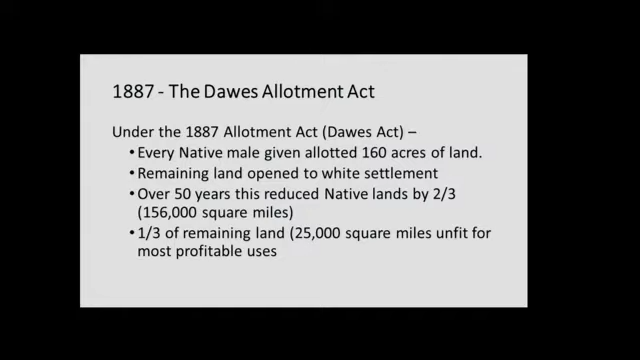 1887 - The Dawes Allotment Act
Under the 1887 Allotment Act (Dawes Act) –
•Every Native male given allotted 160 acres of land.
•Remaining land opened to white settlement
•Over 50 years this reduced Native lands by 2/3
(156,000 square miles)
•1/3 of remaining land (25,000 square miles unfit for
most profitable uses